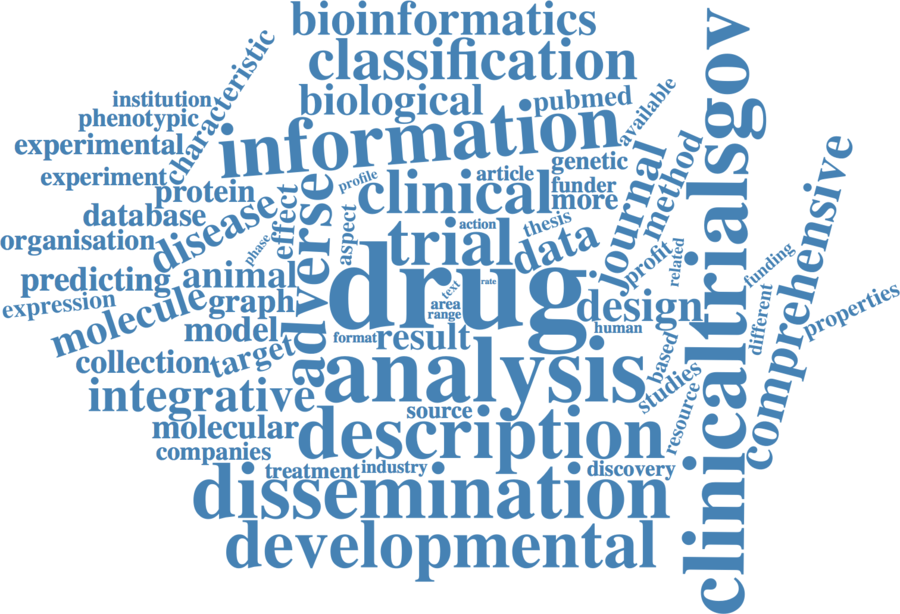 bioinformatics
classification
characteristic
institution
biological
pubmed
available
phenotypic
information
experimental
journal
method
clinicaltrialsgov
comprehensive
experiment
profile
clinical
article
genetic
protein
funder
more
database
disease
effect
adverse
aspect
action
thesis
organisation
phase
trial
data
profit
related
funding
predicting
animal
drug
text
rate
design
different
properties
expression
molecule
graph
area
range
human
model
format
result
based
collection
target
analysis
studies
integrative
source
resource
molecular
description
companies
treatment
industry
discovery
dissemination
developmental